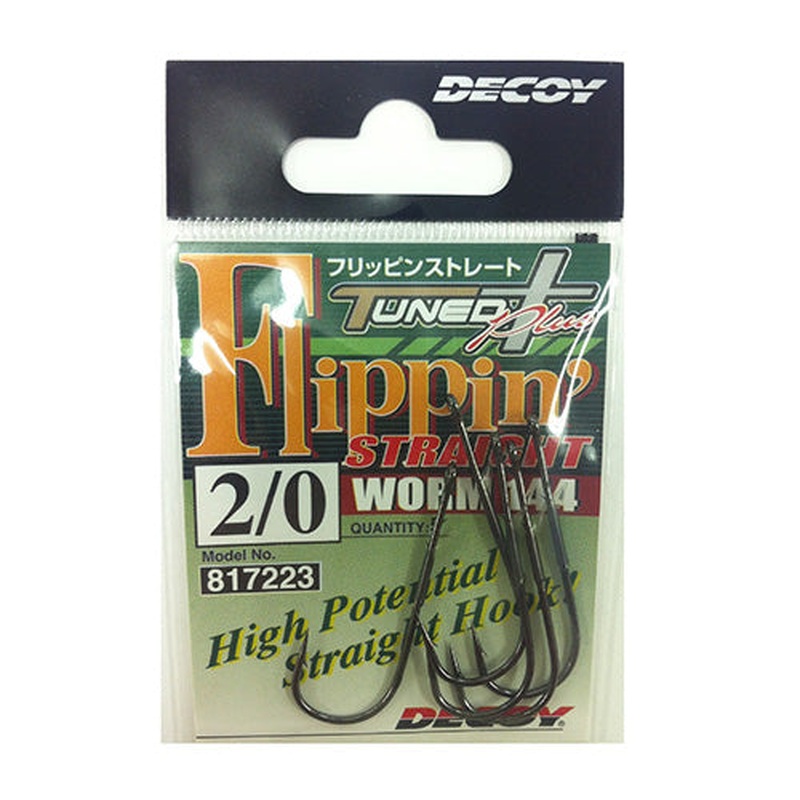 DECOY
フリッピンストレート
TUNED Plus
Flippin'
STRAIGHT
WORM 144
2/0
QUANTITY:
Model No.
817223
High Potential
Straight Hook!
DECOY®